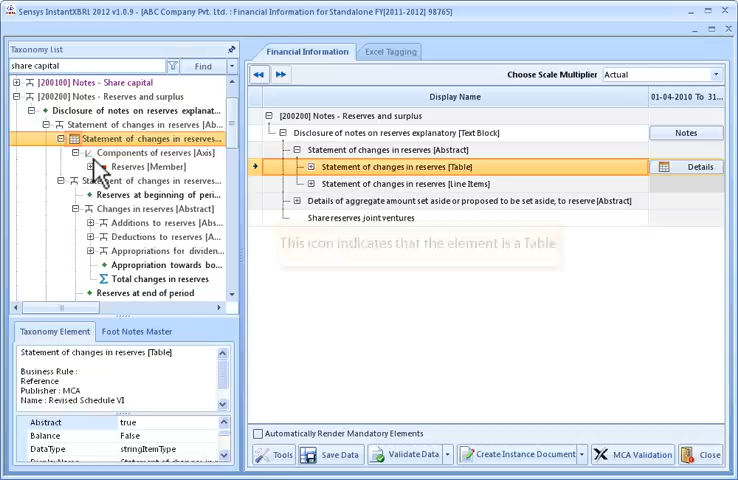 Sensys InstantXBRL 2012 v1.0.9 - [ABC Company Pvt. Ltd. : Financial Information for Standalone FY[2011-2012] 98765]
Taxonomy List
share capital
Find
[200100] Notes - Share capital
[200200] Notes - Reserves and surplus
Disclosure of notes on reserves explanat...
Statement of changes in reserves [Ab...
Statement of changes in reserves...
Components of reserves [Axis]
Reserves [Member]
Statement of changes in reserves...
Reserves at beginning of peri...
Changes in reserves [Abstract]
Additions to reserves [Abs...
Deductions to reserves [A...
Appropriations for dividen...
Appropriation towards bo...
Total changes in reserves
Reserves at end of period
Taxonomy Element
Foot Notes Master
Statement of changes in reserves [Table]
Business Rule :
Reference
Publisher : MCA
Name : Revised Schedule VI
Abstract true
Balance False
DataType stringItemType
Financial Information
Excel Tagging
Choose Scale Multiplier Actual
Display Name 01-04-2010 To 31...
[200200] Notes - Reserves and surplus
Disclosure of notes on reserves explanatory [Text Block] Notes
Statement of changes in reserves [Abstract]
Statement of changes in reserves [Table] Details
Statement of changes in reserves [Line Items]
Details of aggregate amount set aside or proposed to be set aside, to reserve [Abstract]
Share reserves joint ventures
This icon indicates that the element is a Table
Automatically Render Mandatory Elements
Tools Save Data Validate Data Create Instance Document MCA Validation Close